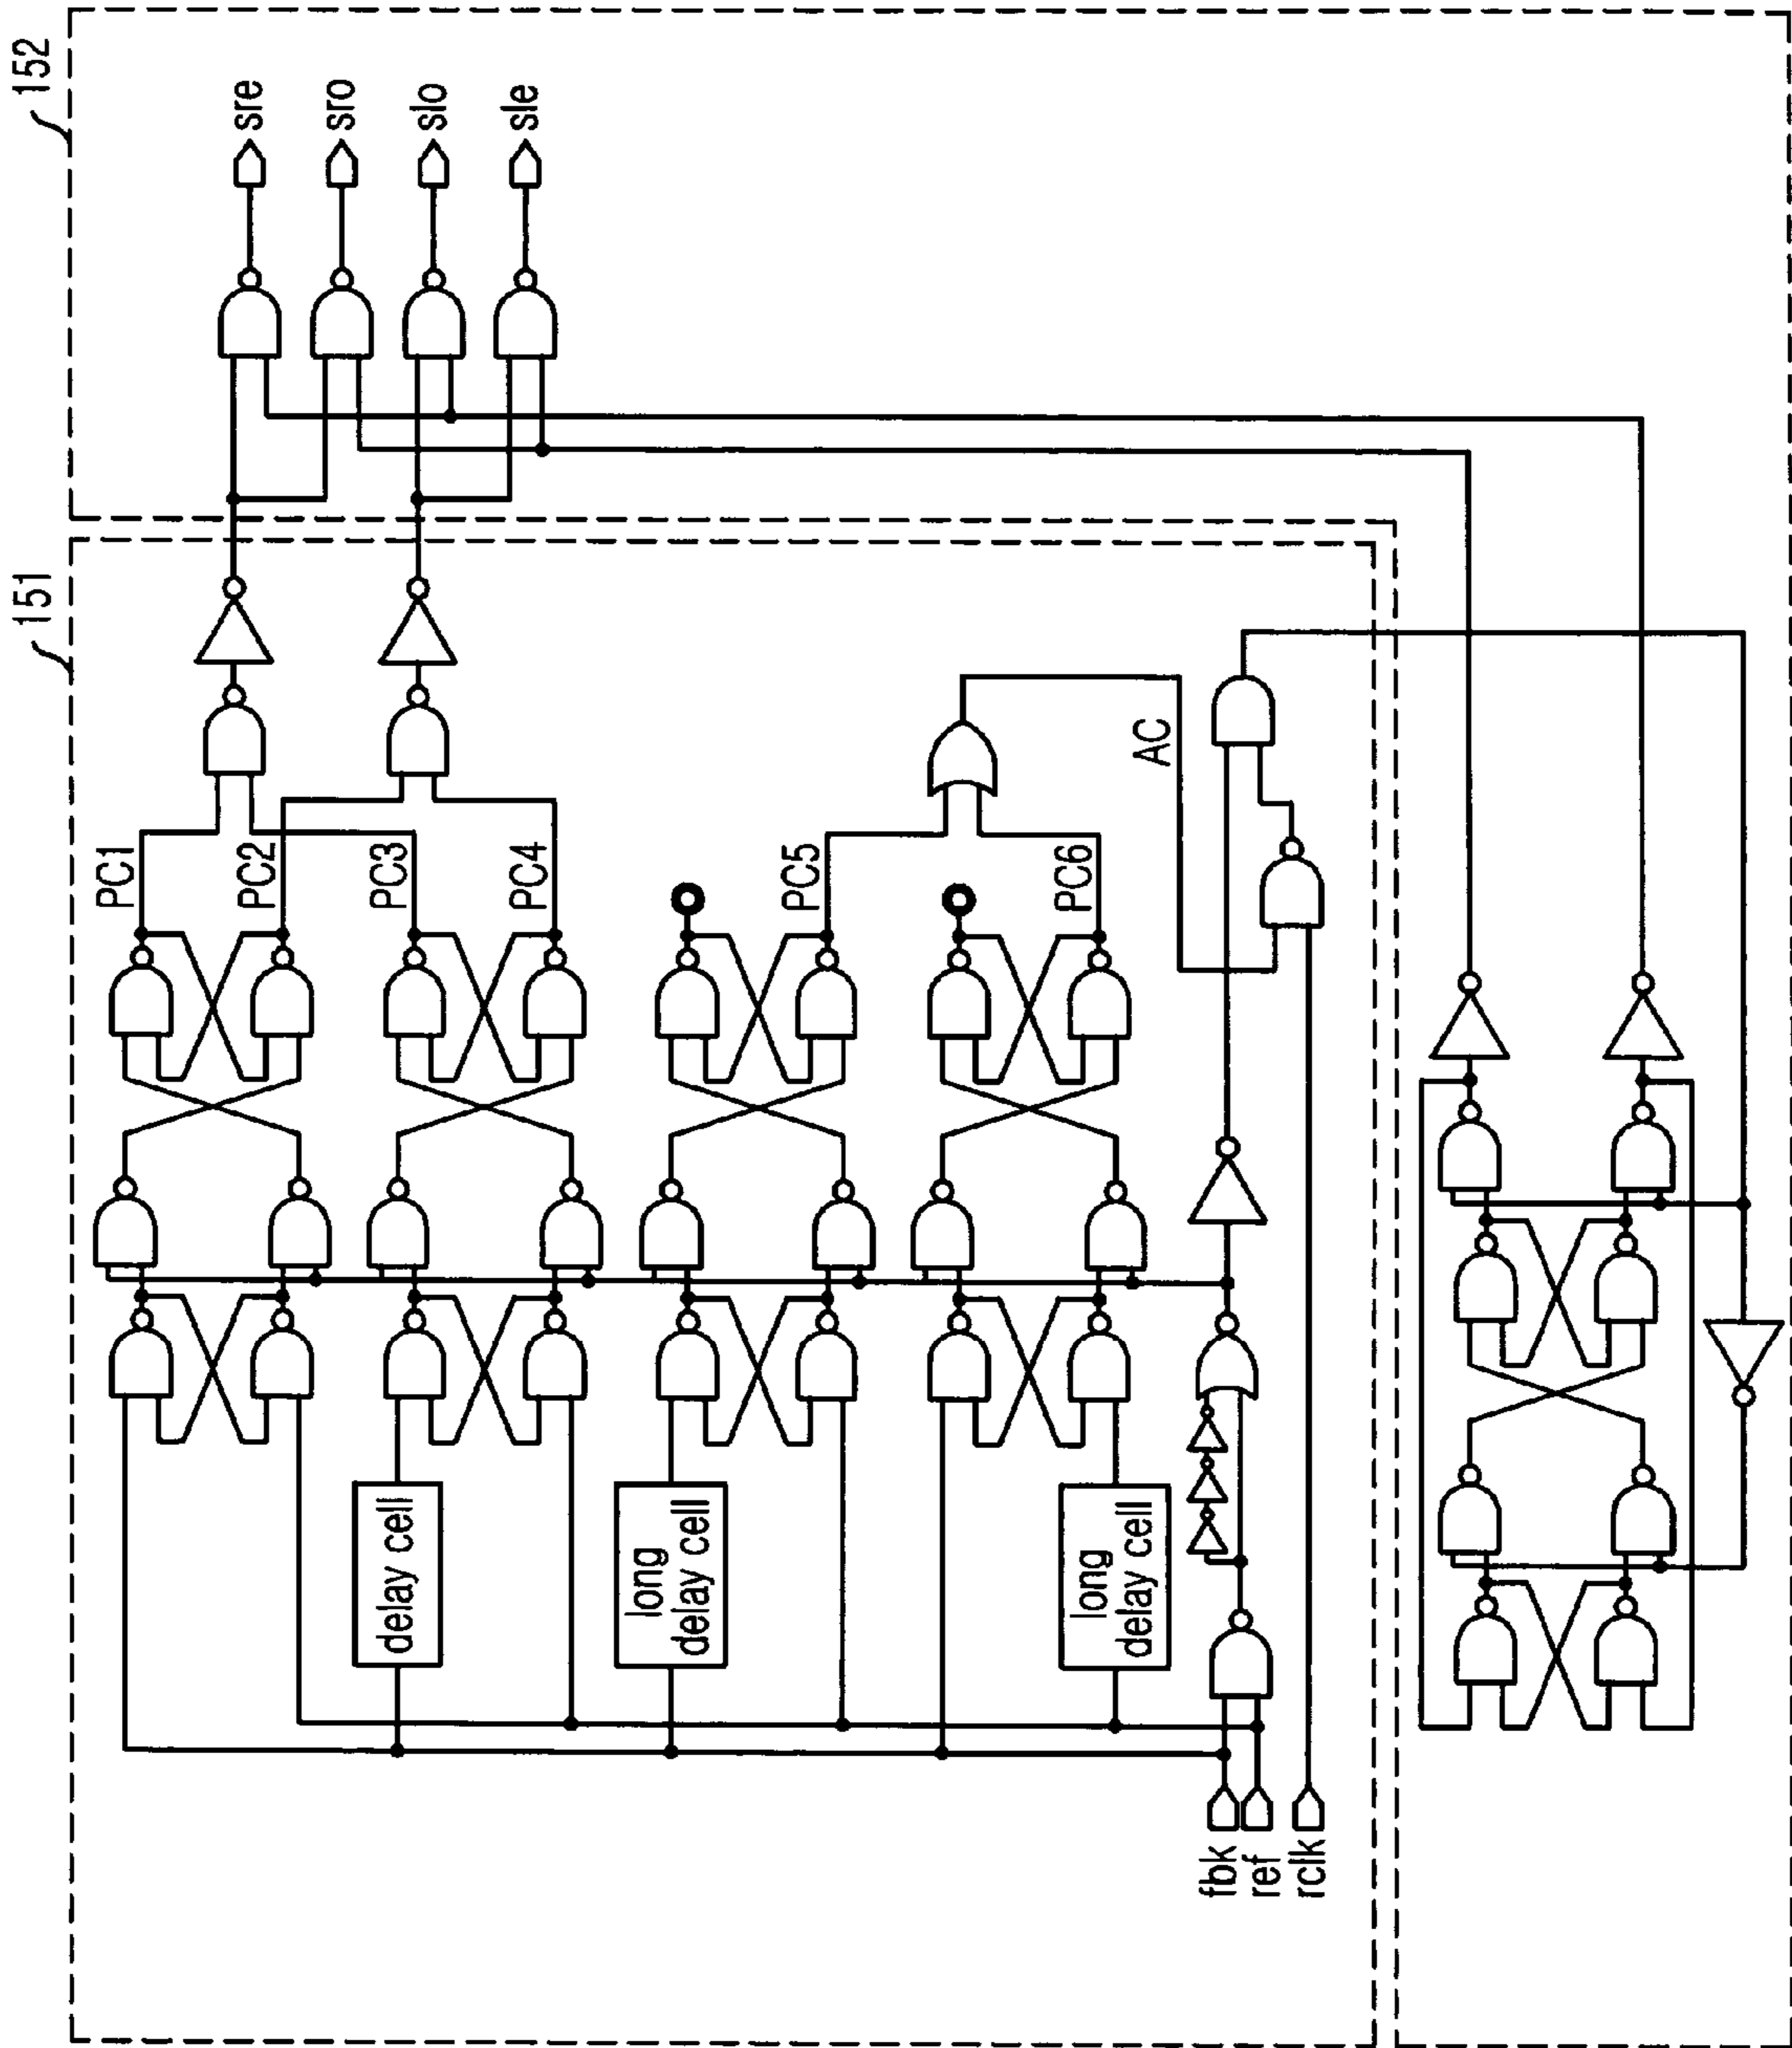 152
sre
sro
slo
sle
151
PC1
PC2
PC3
PC4
PC5
PC6
AC
delay cell
long
delay cell
long
delay cell
fbk
ref
rclk